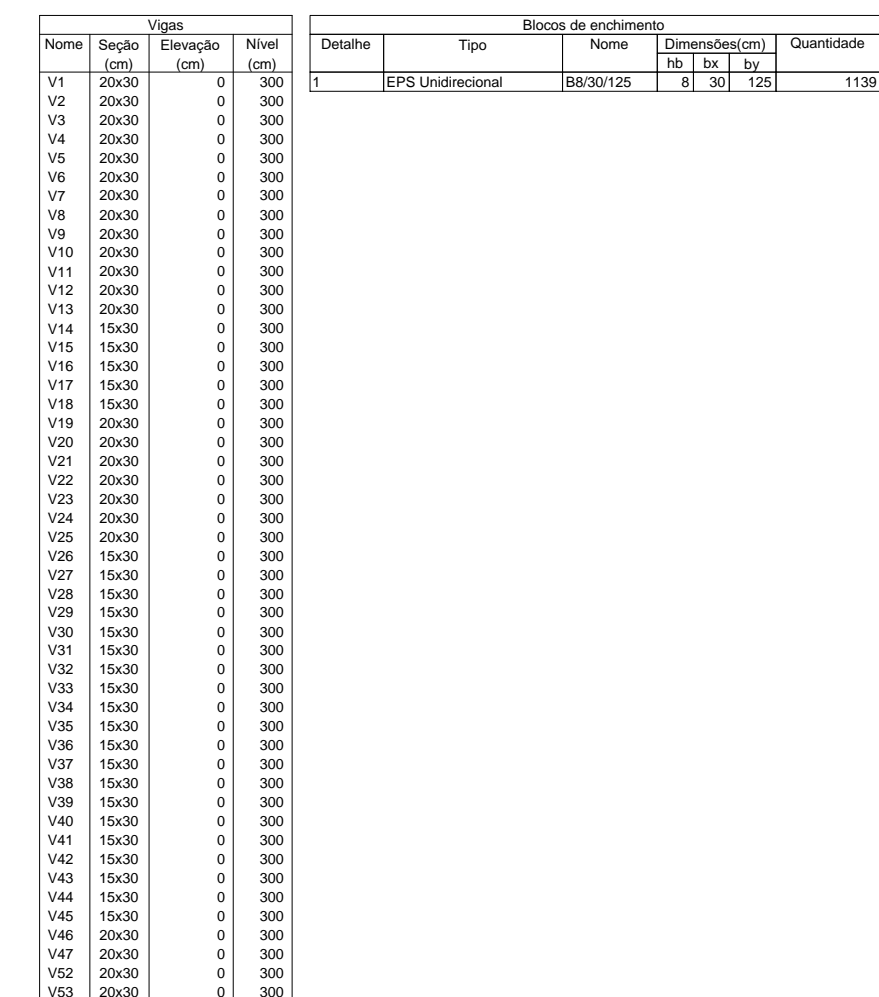 Vigas
Nome Seção Elevação Nível
(cm) (cm) (cm)
V1 20x30 0 300
V2 20x30 0 300
V3 20x30 0 300
V4 20x30 0 300
V5 20x30 0 300
V6 20x30 0 300
V7 20x30 0 300
V8 20x30 0 300
V9 20x30 0 300
V10 20x30 0 300
V11 20x30 0 300
V12 20x30 0 300
V13 20x30 0 300
V14 15x30 0 300
V15 15x30 0 300
V16 15x30 0 300
V17 15x30 0 300
V18 15x30 0 300
V19 20x30 0 300
V20 20x30 0 300
V21 20x30 0 300
V22 20x30 0 300
V23 20x30 0 300
V24 20x30 0 300
V25 20x30 0 300
V26 15x30 0 300
V27 15x30 0 300
V28 15x30 0 300
V29 15x30 0 300
V30 15x30 0 300
V31 15x30 0 300
V32 15x30 0 300
V33 15x30 0 300
V34 15x30 0 300
V35 15x30 0 300
V36 15x30 0 300
V37 15x30 0 300
V38 15x30 0 300
V39 15x30 0 300
V40 15x30 0 300
V41 15x30 0 300
V42 15x30 0 300
V43 15x30 0 300
V44 15x30 0 300
V45 15x30 0 300
V46 20x30 0 300
V47 20x30 0 300
V52 20x30 0 300
V53 20x30 0 300
Blocos de enchimento
Detalhe Tipo Nome Dimensões(cm) Quantidade
hb bx by
1 EPS Unidirecional B8/30/125 8 30 125 1139